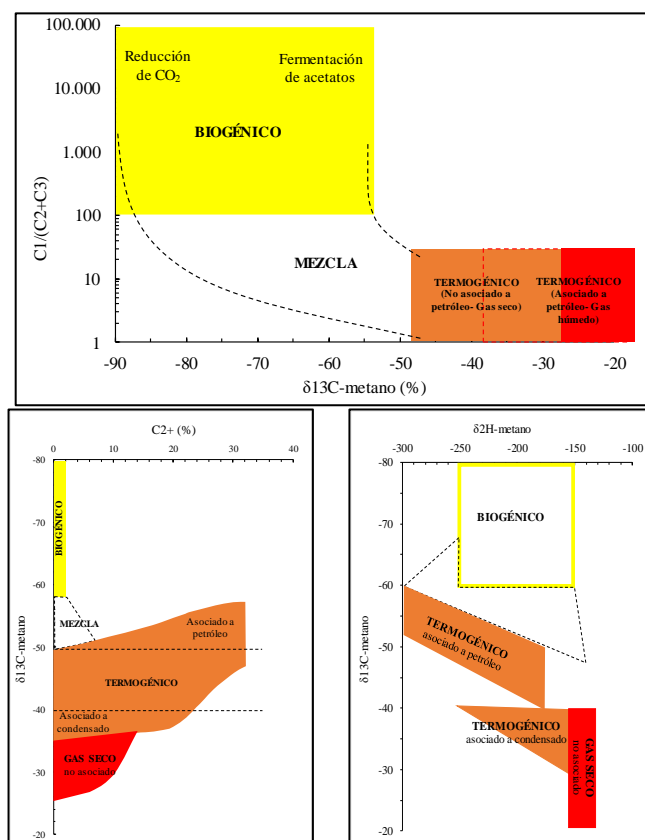 100.000
10.000
1.000
100
10
1
C1/(C2+C3)
Reducción
de CO2
Fermentación
de acetatos
BIOGÉNICO
MEZCLA
TERMOGÉNICO
(No asociado a
petróleo- Gas seco)
TERMOGÉNICO
(Asociado a
petróleo- Gas
húmedo)
-90 -80 -70 -60 -50 -40 -30 -20
δ13C-metano (%)
C2+ (%)
0 10 20 30 40
-80
-70
-60
-50
-40
-30
-20
δ13C-metano
BIOGÉNICO
MEZCLA
Asociado a
petróleo
TERMOGÉNICO
Asociado a
condensado
GAS SECO
no asociado
δ2H-metano
-300 -200 -150 -100
-80
-70
-60
-50
-40
-30
-20
δ13C-metano
BIOGÉNICO
TERMOGÉNICO
asociado a petróleo
TERMOGÉNICO
asociado a condensado
GAS SECO
no asociado